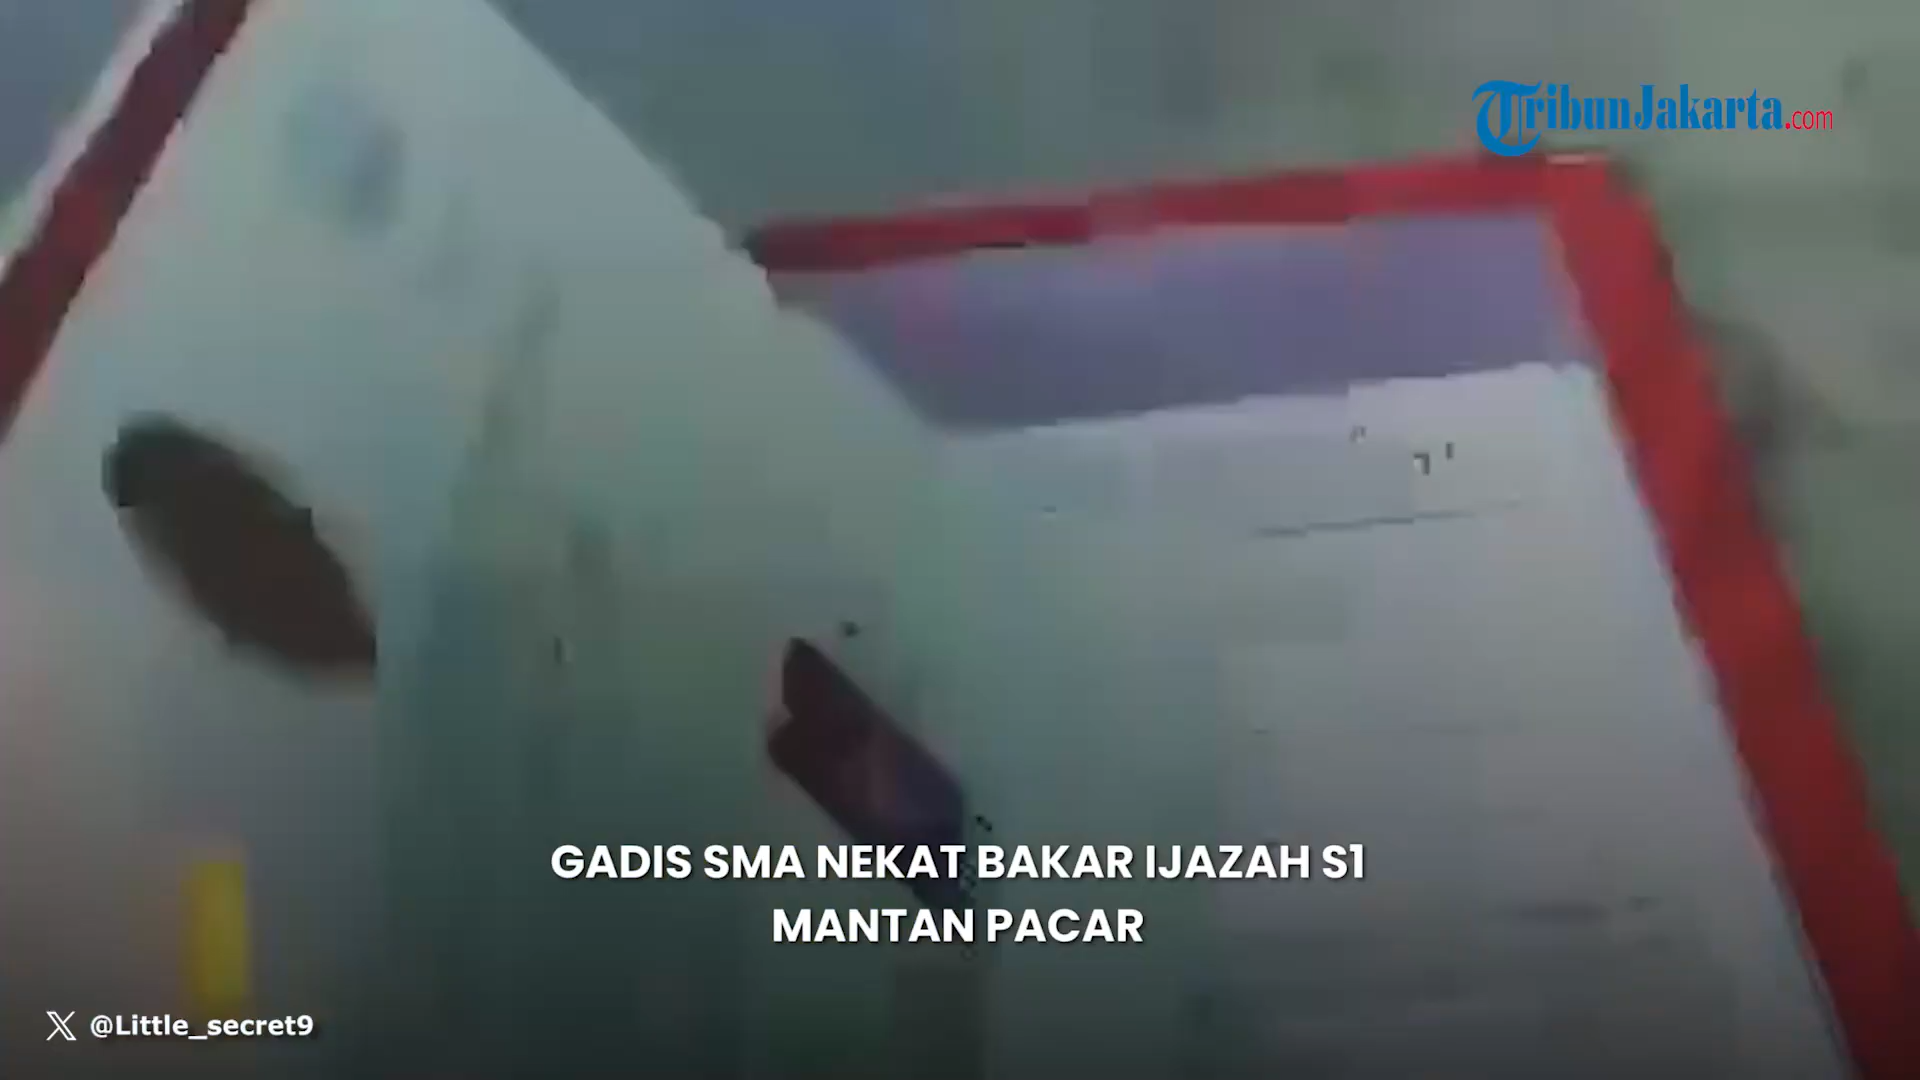 TribunJakarta.com
GADIS SMA NEKAT BAKAR IJAZAH S1
MANTAN PACAR
X @Little_secret9